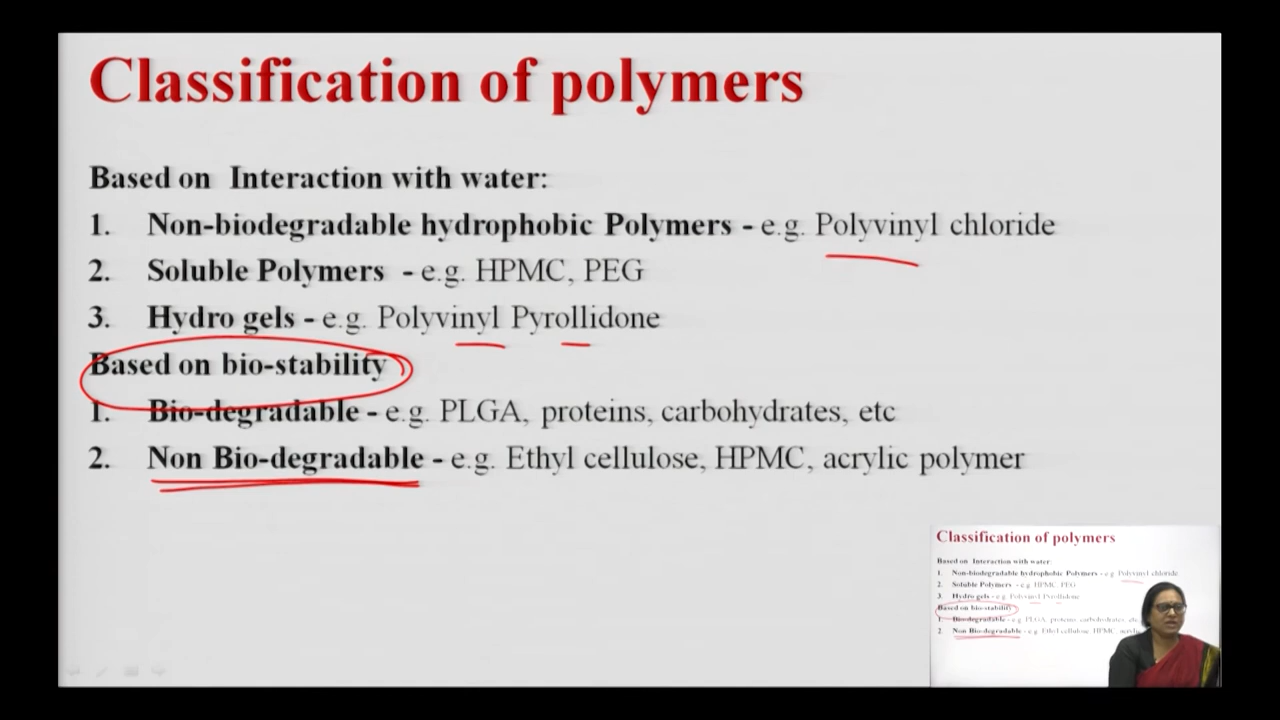 Classification of polymers
Based on Interaction with water:
1. Non-biodegradable hydrophobic Polymers - e.g. Polyvinyl chloride
2. Soluble Polymers - e.g. HPMC, PEG
3. Hydro gels - e.g. Polyvinyl Pyrollidone
Based on bio-stability
1. Bio-degradable - e.g. PLGA, proteins, carbohydrates, etc
2. Non Bio-degradable - e.g. Ethyl cellulose, HPMC, acrylic polymer
Classification of polymers
Based on Interaction with water:
1. Non-biodegradable hydrophobic Polymers - e.g. Polyvinyl chloride
2. Soluble Polymers - e.g. HPMC, PEG
3. Hydro gels - e.g. Polyvinyl Pyrollidone
Based on bio-stability
1. Bio-degradable - e.g. PLGA, proteins, carbohydrates, etc
2. Non Bio-degradable - e.g. Ethyl cellulose, HPMC,